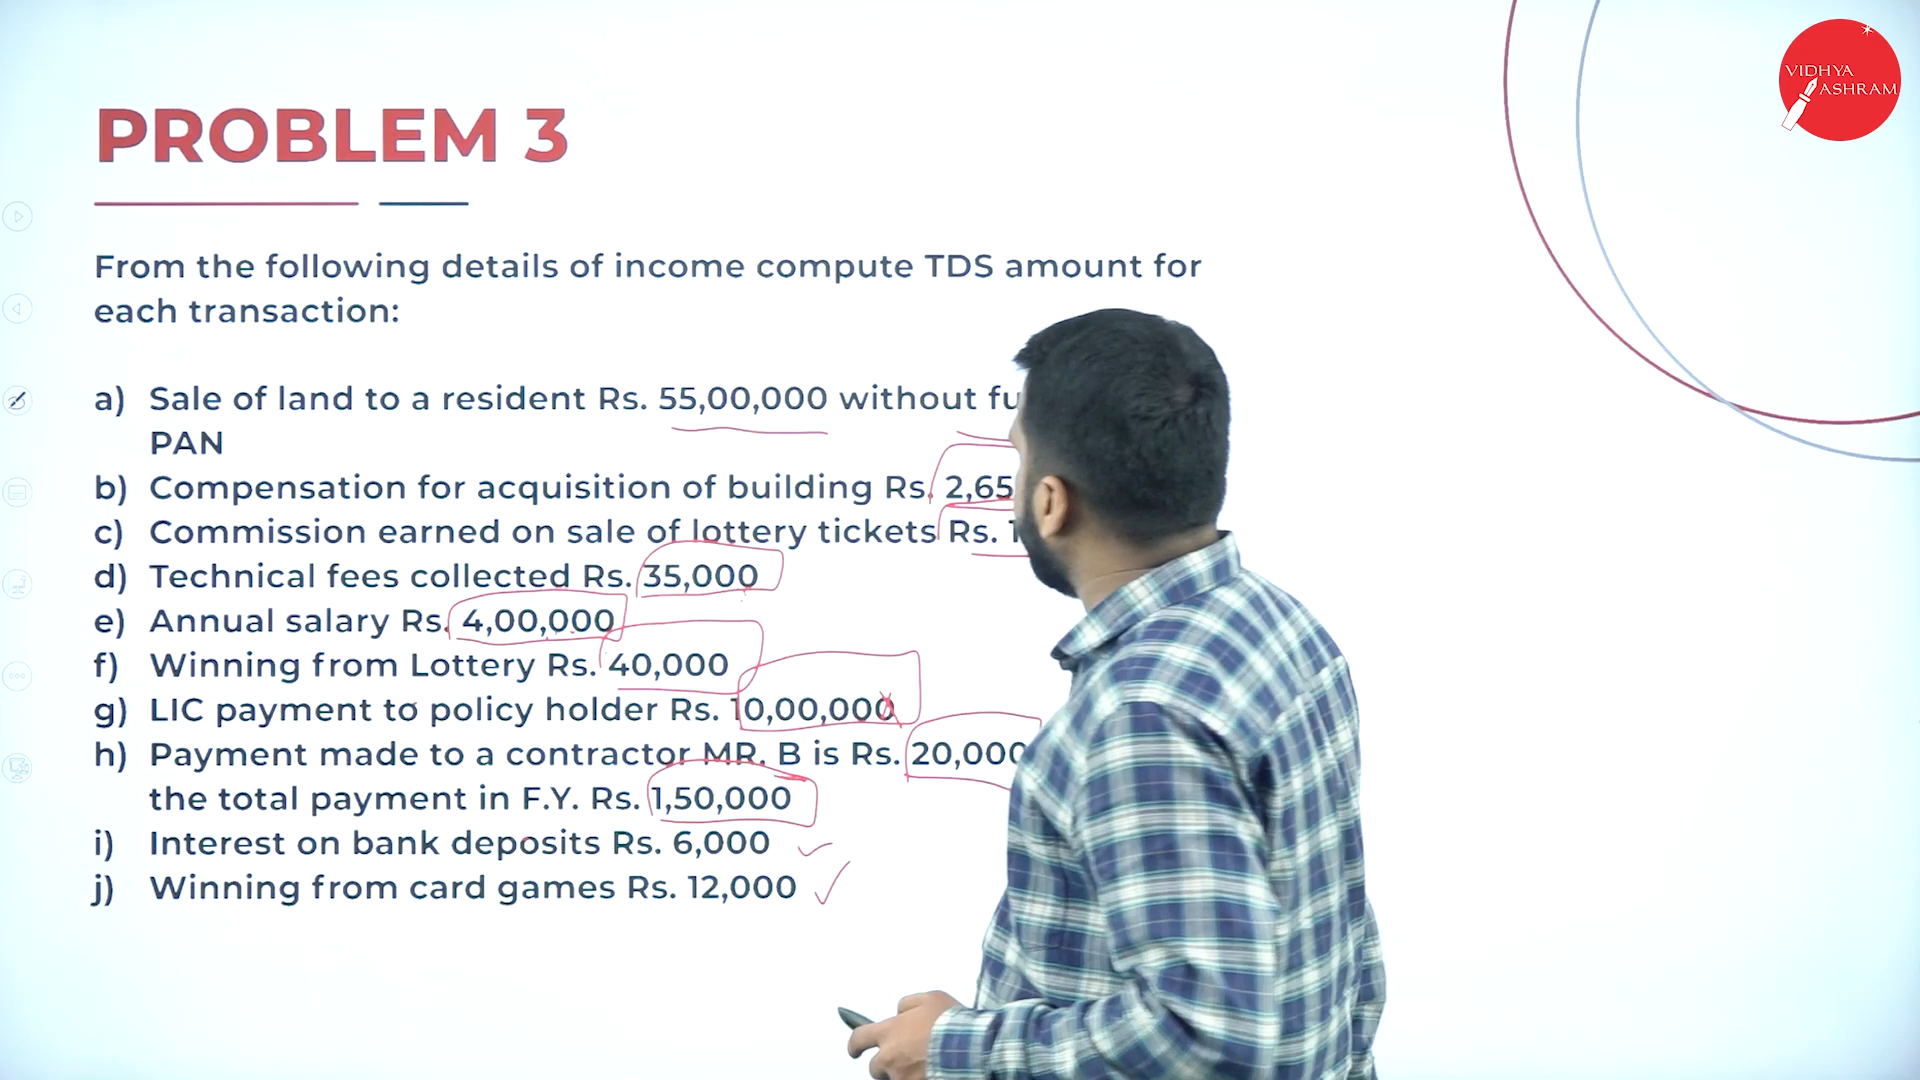 VIDHYA
ASHRAM
PROBLEM 3
From the following details of income compute TDS amount for
each transaction:
a) Sale of land to a resident Rs. 55,00,000 without
PAN
b) Compensation for acquisition of building Rs. 2,65
c) Commission earned on sale of lottery tickets Rs. 1
d) Technical fees collected Rs. 35,000
e) Annual salary Rs. 4,00,000
f) Winning from Lottery Rs. 40,000
g) LIC payment to policy holder Rs. 10,00,000
h) Payment made to a contractor MR. B is Rs. 20,000
the total payment in F.Y. Rs. 1,50,000
i) Interest on bank deposits Rs. 6,000
j) Winning from card games Rs. 12,000